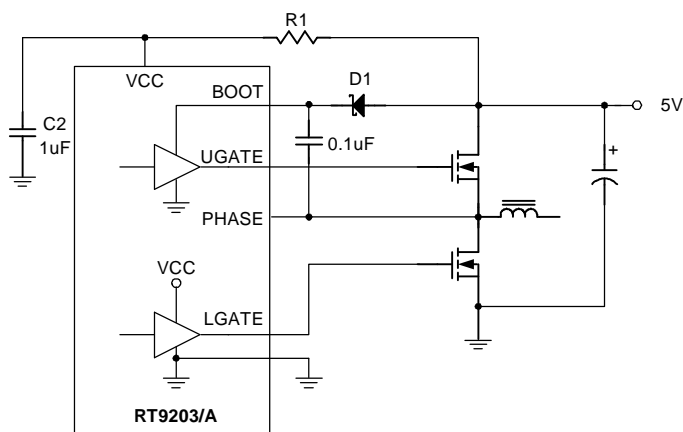 R1
VCC
BOOT
D1
5V
C2
1uF
0.1uF
+
UGATE
PHASE
VCC
LGATE
RT9203/A